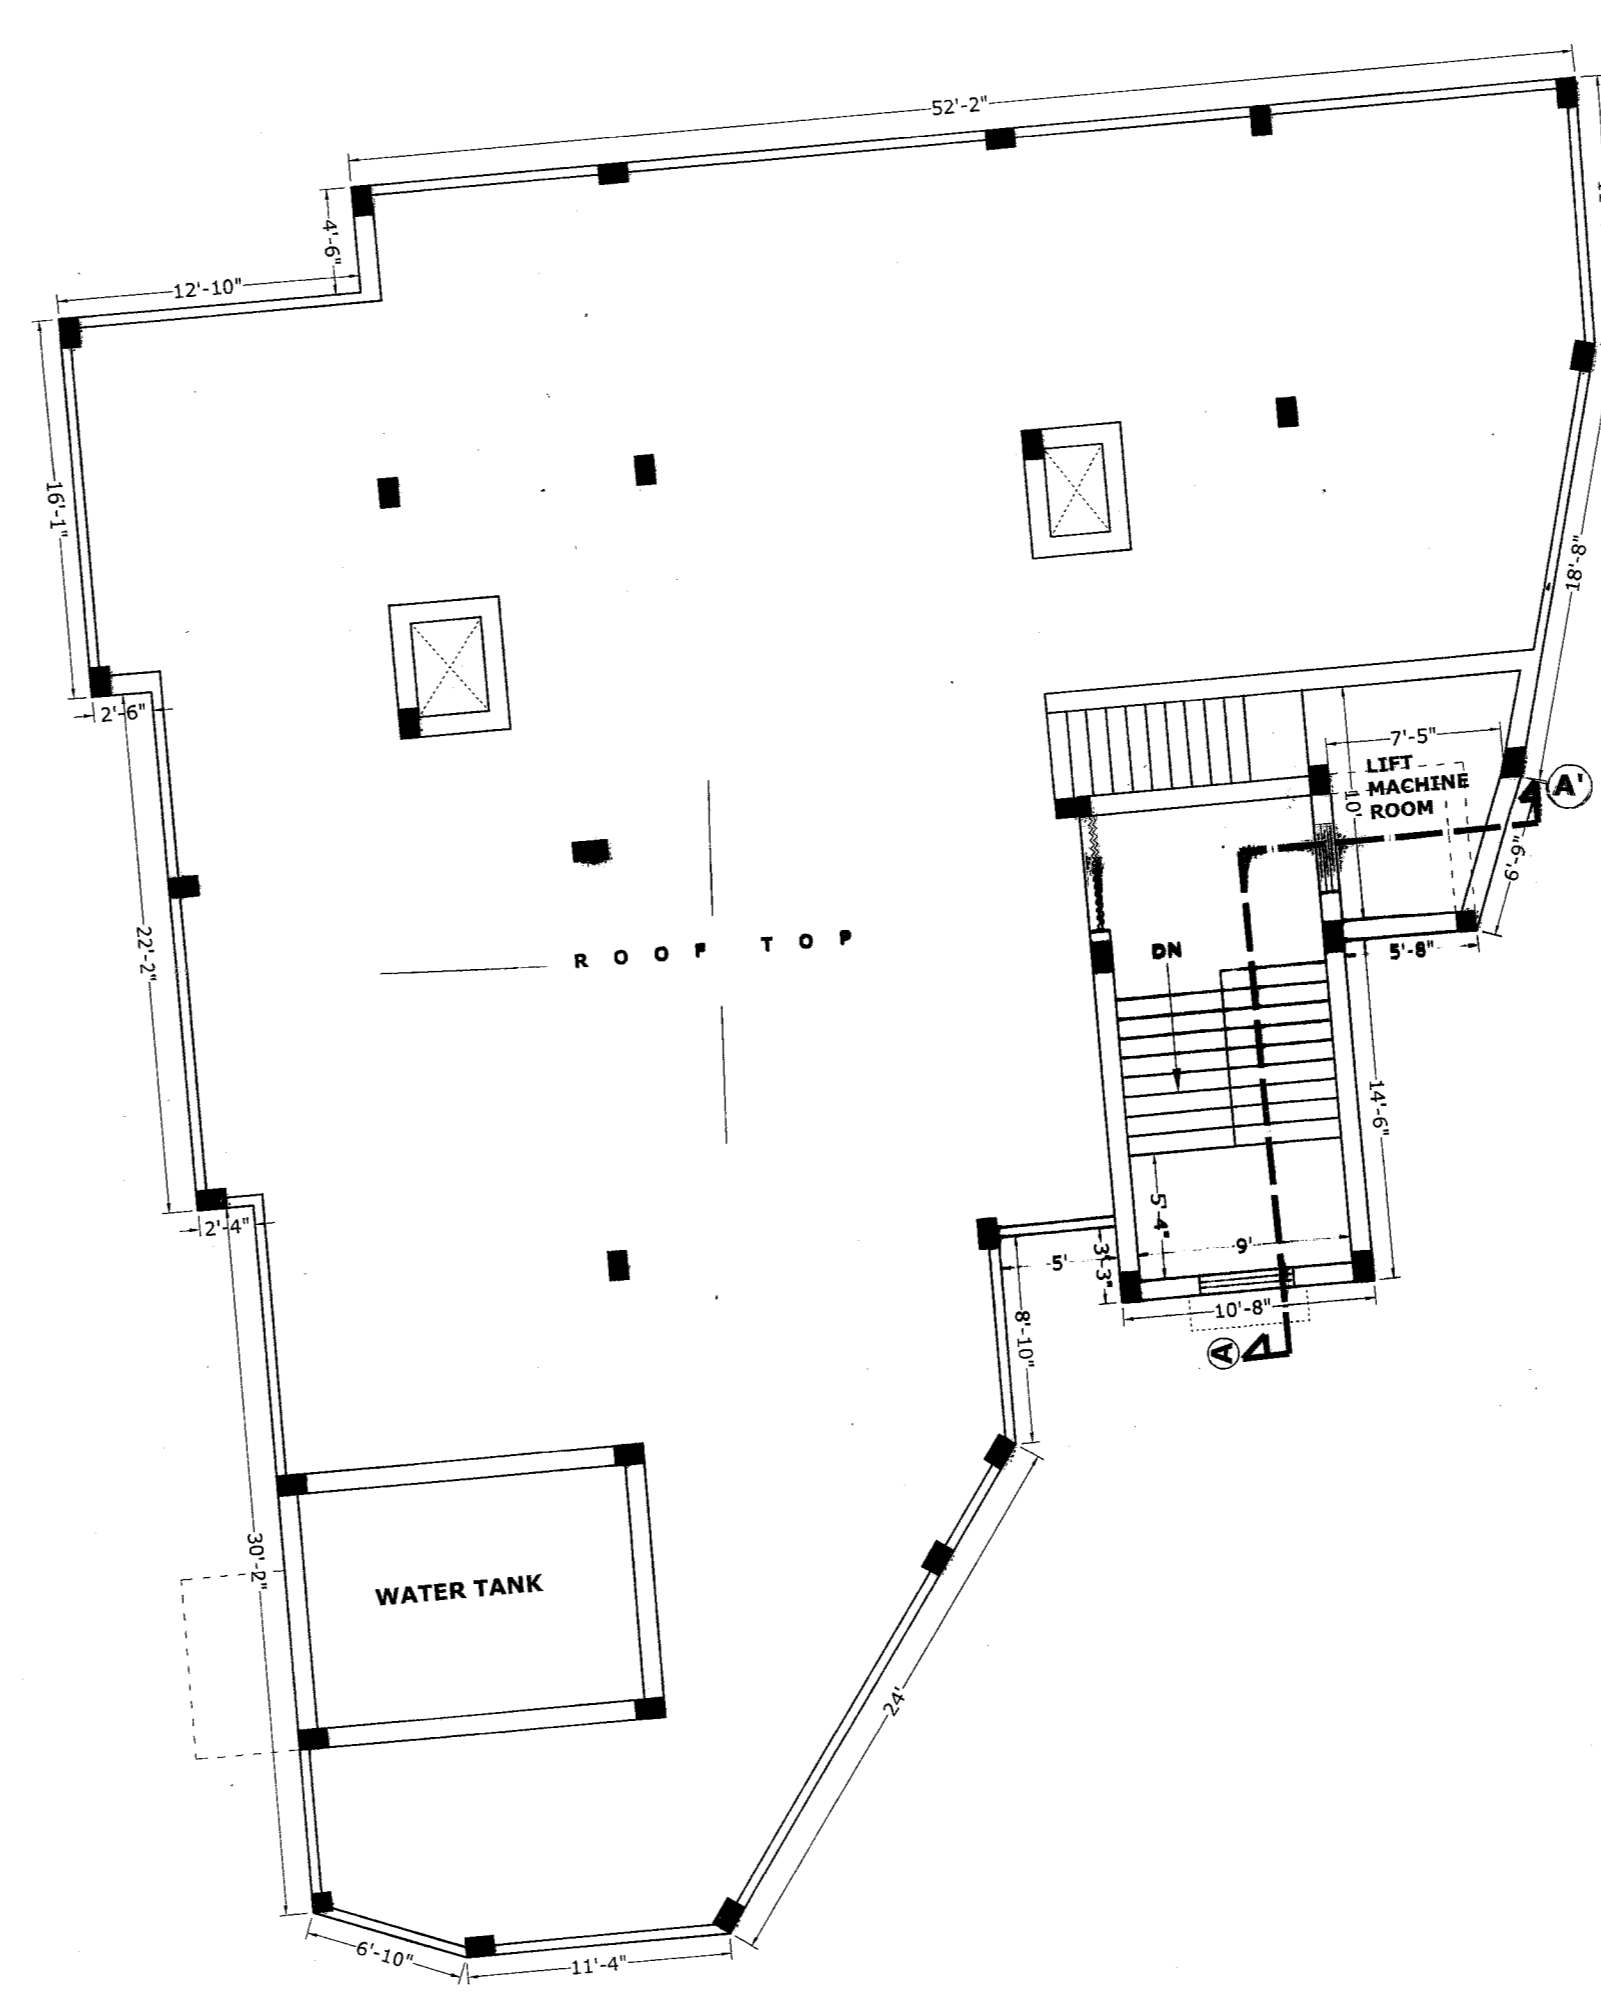 52'-2"
4'-6"
12'-10"
16'-1"
18'-8"
2'-6"
7'-5"
LIFT
MACHINE
ROOM
A'
10'
6'-9"
22'-2"
ROOF TOP
DN
5'-8"
14'-6"
5'-4"
2'-4"
3'-3"
9'
5'
10'-8"
8'-10"
A
30'-2"
WATER TANK
24'
6'-10"
11'-4"